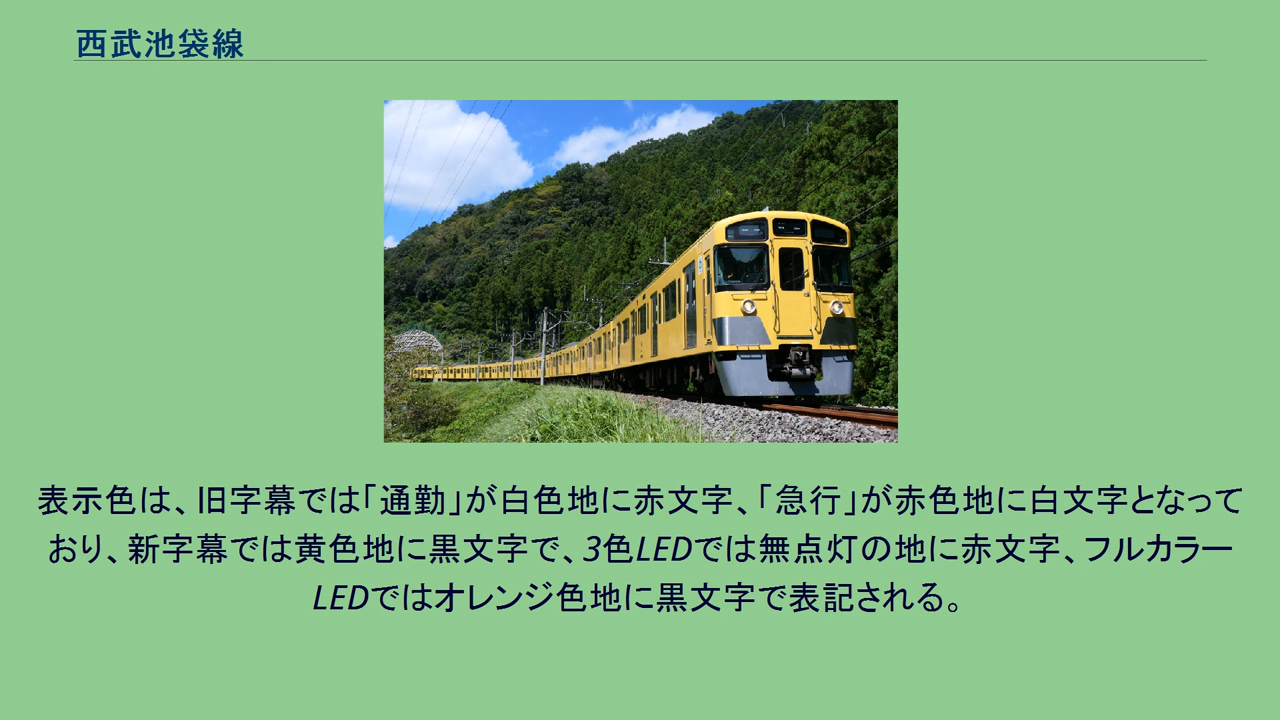 西武池袋線
表示色は、旧字幕では「通勤」が白色地に赤文字、「急行」が赤色地に白文字となって
おり、新字幕では黄色地に黒文字で、3色LEDでは無点灯の地に赤文字、フルカラー
LEDではオレンジ色地に黒文字で表記される。